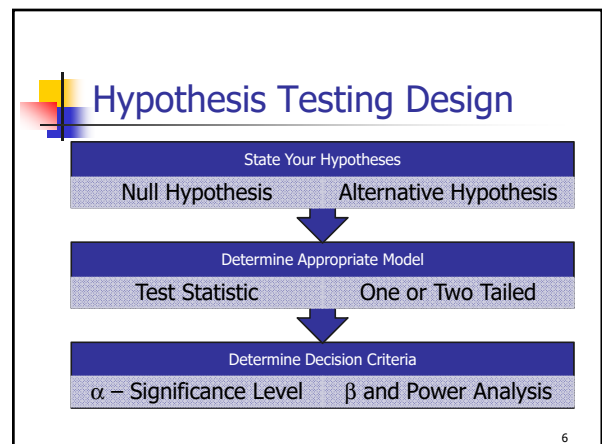 Hypothesis Testing Design
State Your Hypotheses
Null Hypothesis Alternative Hypothesis
Determine Appropriate Model
Test Statistic One or Two Tailed
Determine Decision Criteria
α – Significance Level β and Power Analysis
6